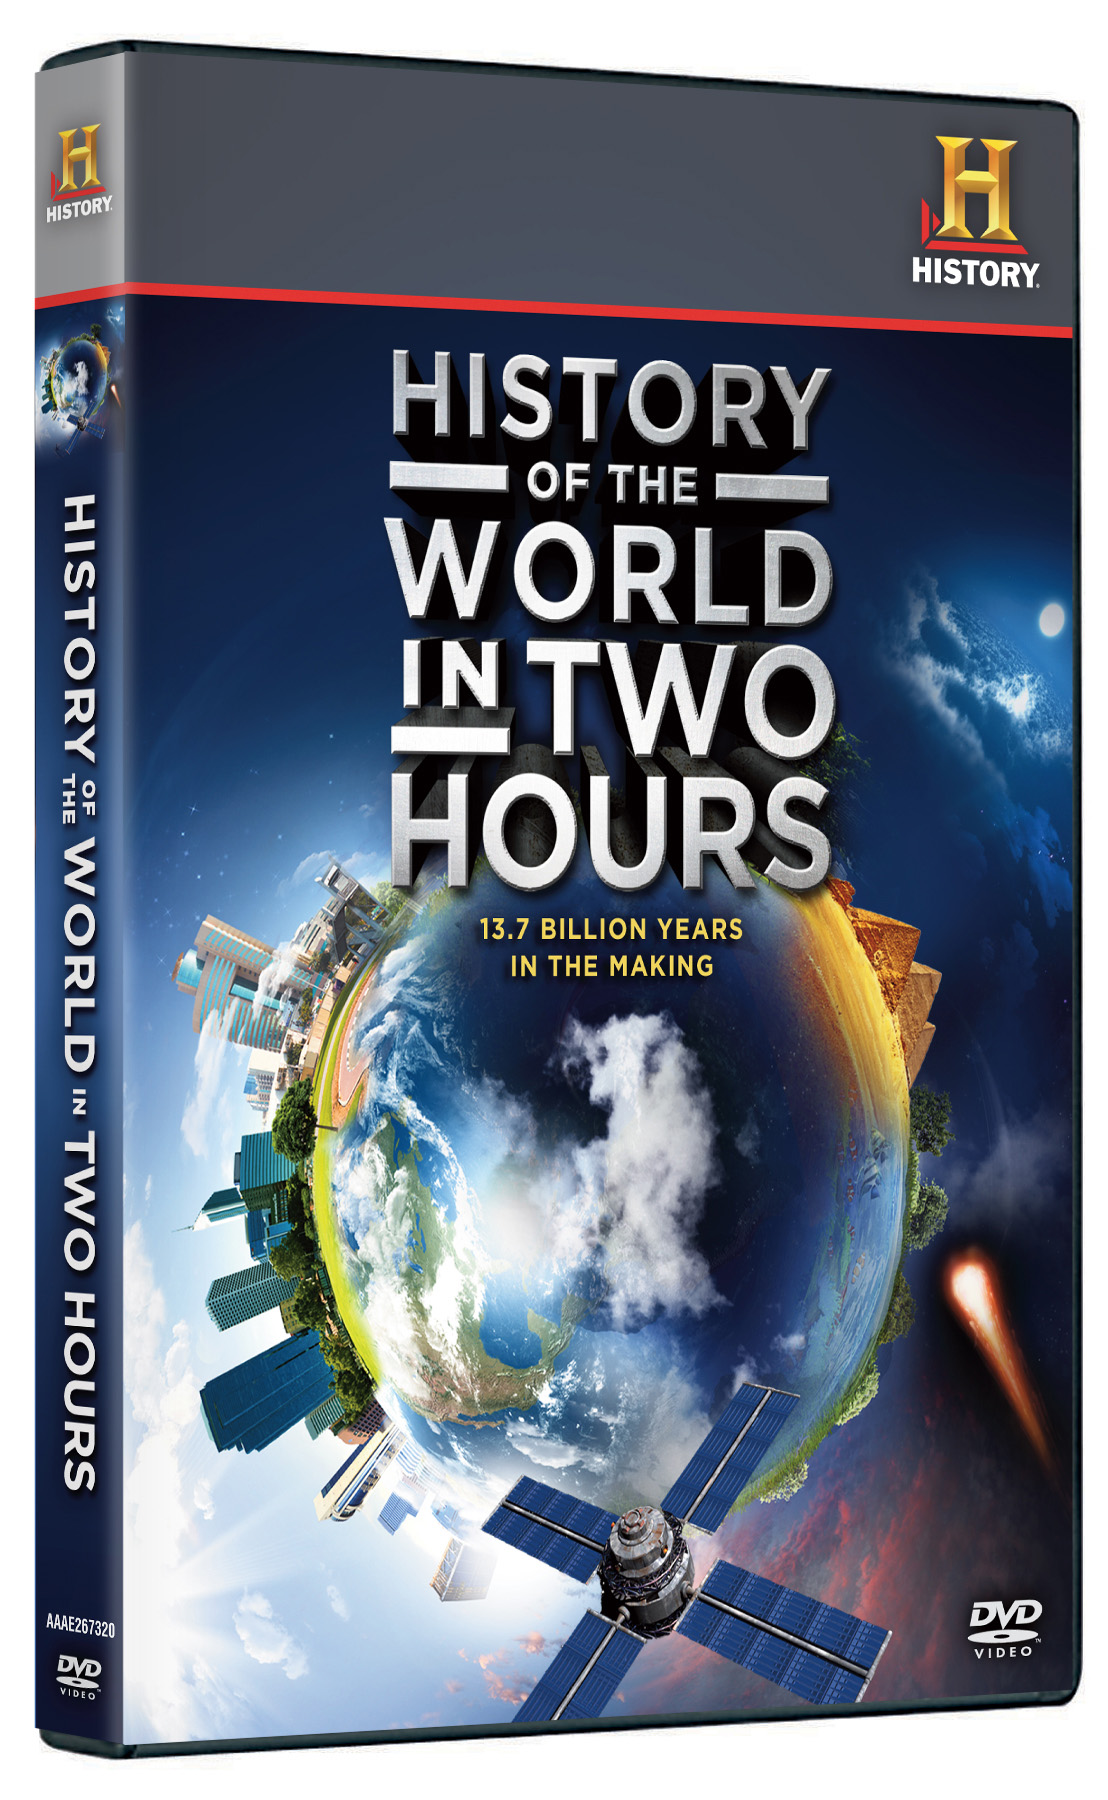 H
HISTORY
HISTORY OF THE WORLD IN TWO HOURS
AAAE267320
DVD
VIDEO
H
HISTORY
HISTORY
OF THE
WORLD
IN TWO
HOURS
13.7 BILLION YEARS
IN THE MAKING
DVD
VIDEO